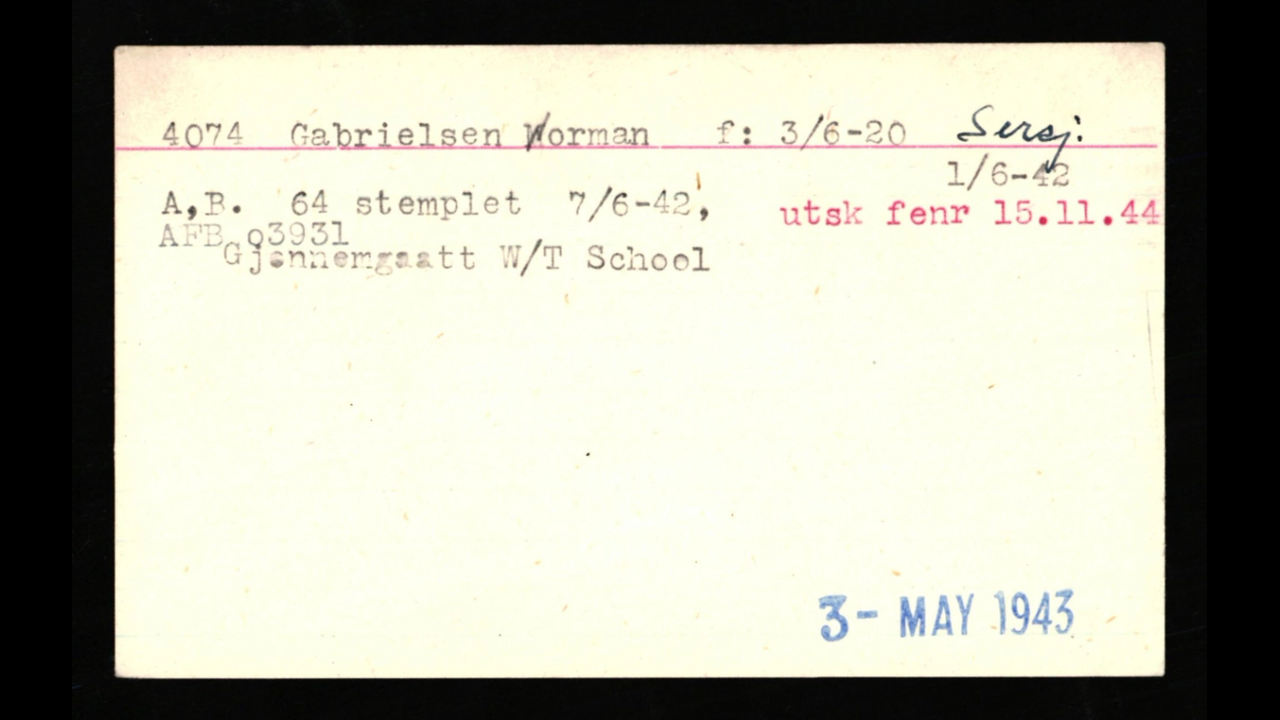 4074 Gabrielsen Norman f: 3/6-20 Sersj.
1/6-42
A,B. 64 stemplet 7/6-42, utsk fenr 15.11.44
AFB 03931
Gjennemgaatt W/T School
3- MAY 1943